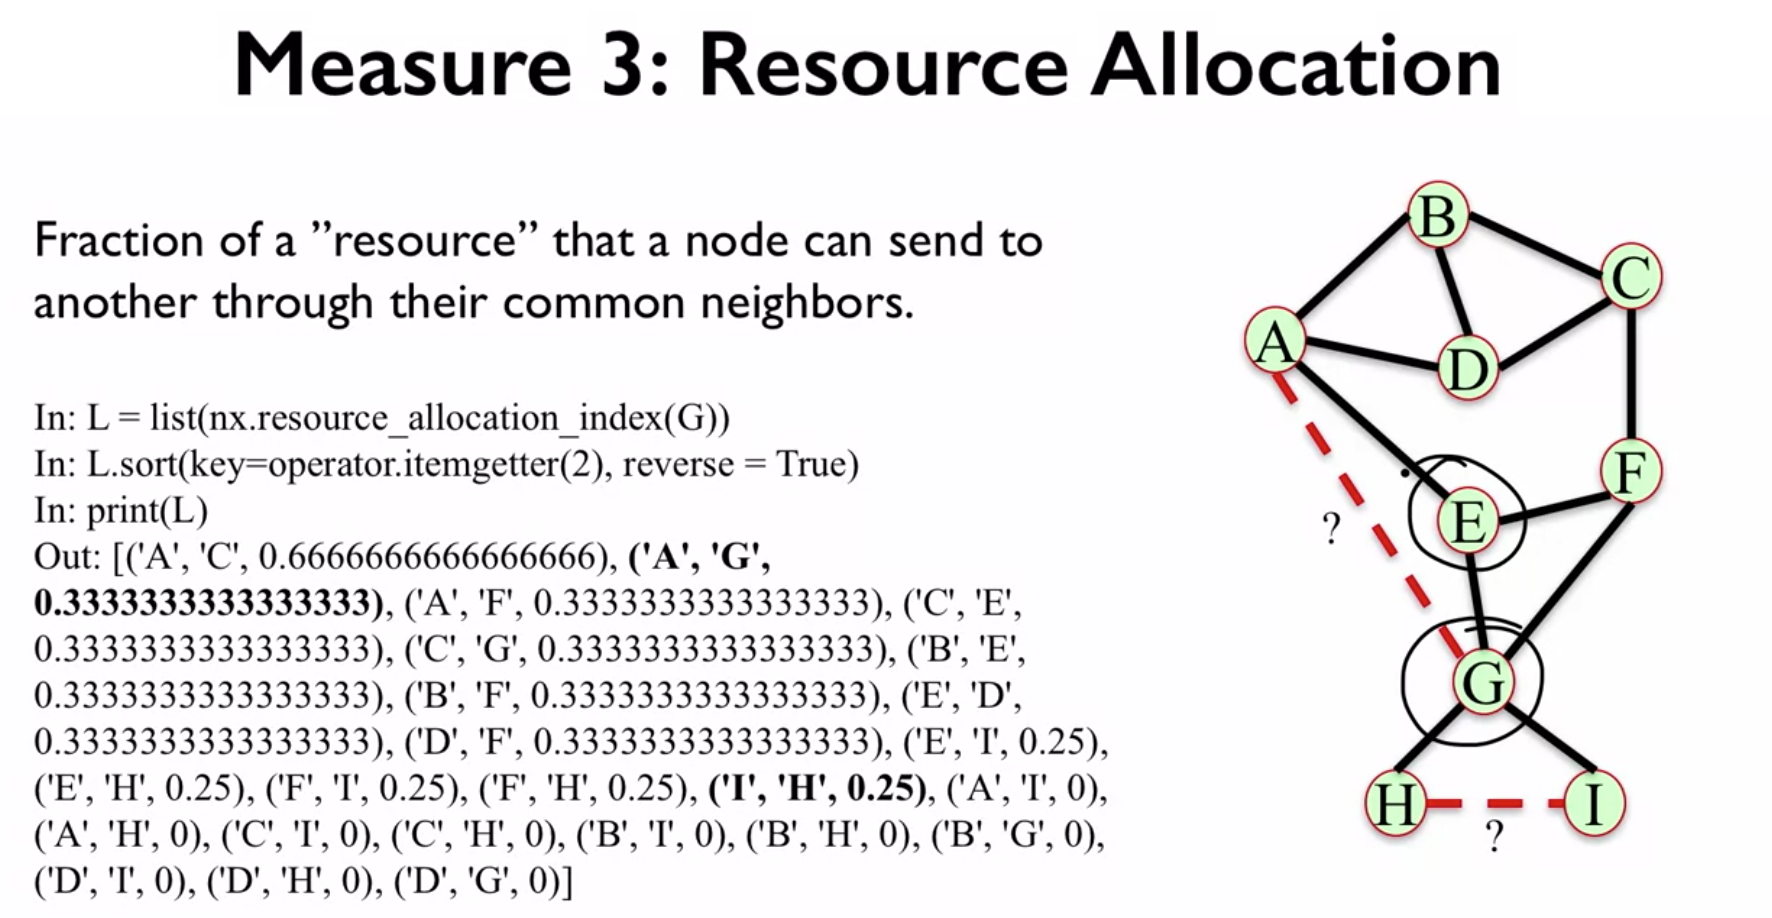 Measure 3: Resource Allocation
Fraction of a ”resource” that a node can send to
another through their common neighbors.
In: L = list(nx.resource_allocation_index(G))
In: L.sort(key=operator.itemgetter(2), reverse = True)
In: print(L)
Out: [('A', 'C', 0.6666666666666666), ('A', 'G',
0.3333333333333333), ('A', 'F', 0.3333333333333333), ('C', 'E',
0.3333333333333333), ('C', 'G', 0.3333333333333333), ('B', 'E',
0.3333333333333333), ('B', 'F', 0.3333333333333333), ('E', 'D',
0.3333333333333333), ('D', 'F', 0.3333333333333333), ('E', 'I', 0.25),
('E', 'H', 0.25), ('F', 'I', 0.25), ('F', 'H', 0.25), ('I', 'H', 0.25), ('A', 'I', 0),
('A', 'H', 0), ('C', 'I', 0), ('C', 'H', 0), ('B', 'I', 0), ('B', 'H', 0), ('B', 'G', 0),
('D', 'I', 0), ('D', 'H', 0), ('D', 'G', 0)]
B
C
A
D
F
E
?
G
H
I
?